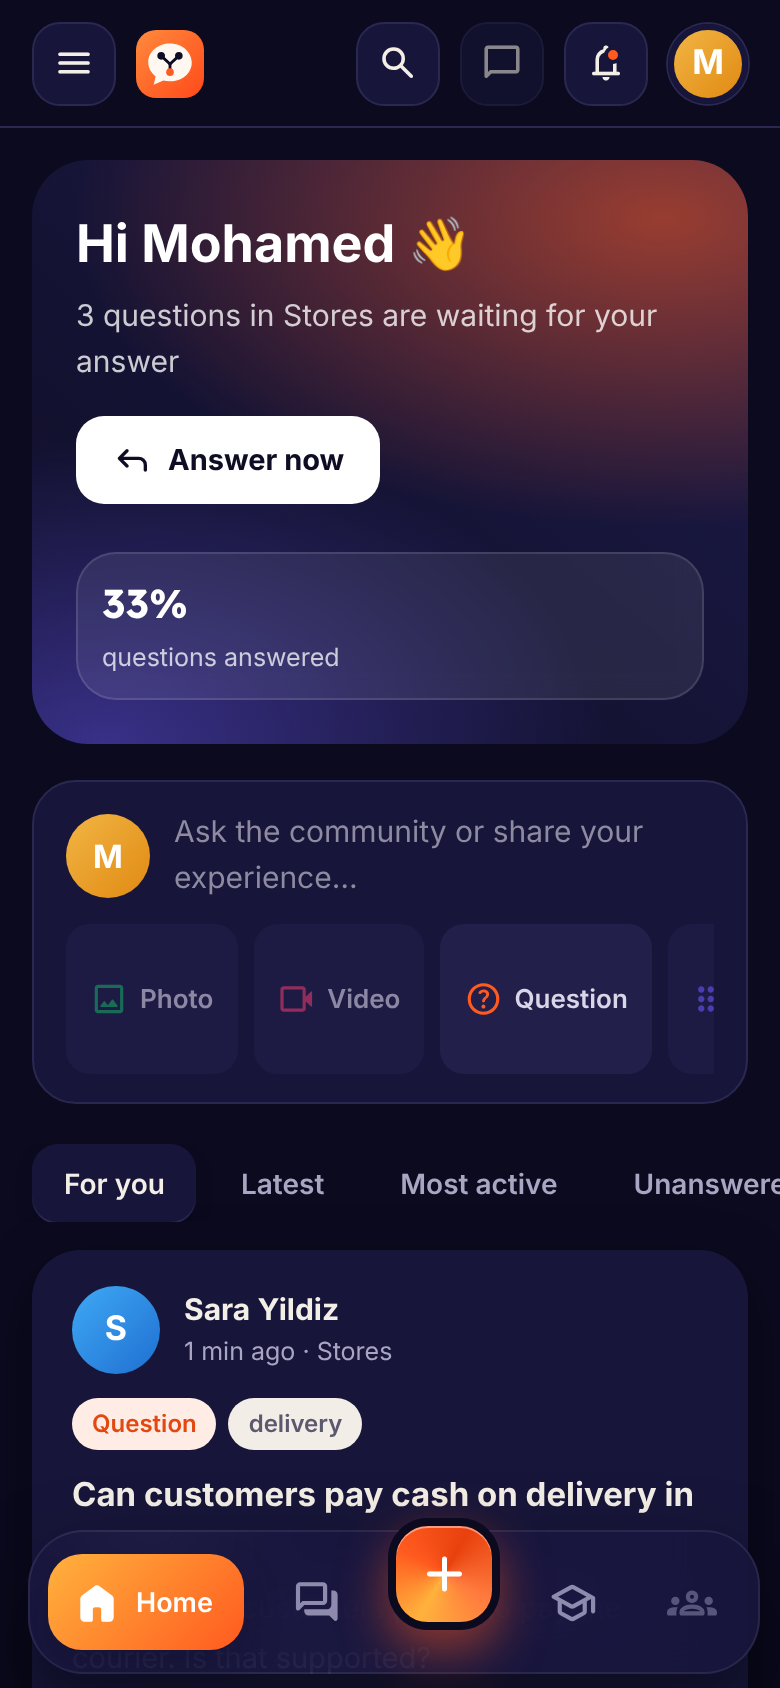 M
Hi Mohamed 👋
3 questions in Stores are waiting for your
answer
Answer now
33%
questions answered
M
Ask the community or share your
experience...
Photo
Video
Question
For you
Latest
Most active
Unanswere
S
Sara Yildiz
1 min ago · Stores
Question
delivery
Can customers pay cash on delivery in
Home
courier. Is that supported?